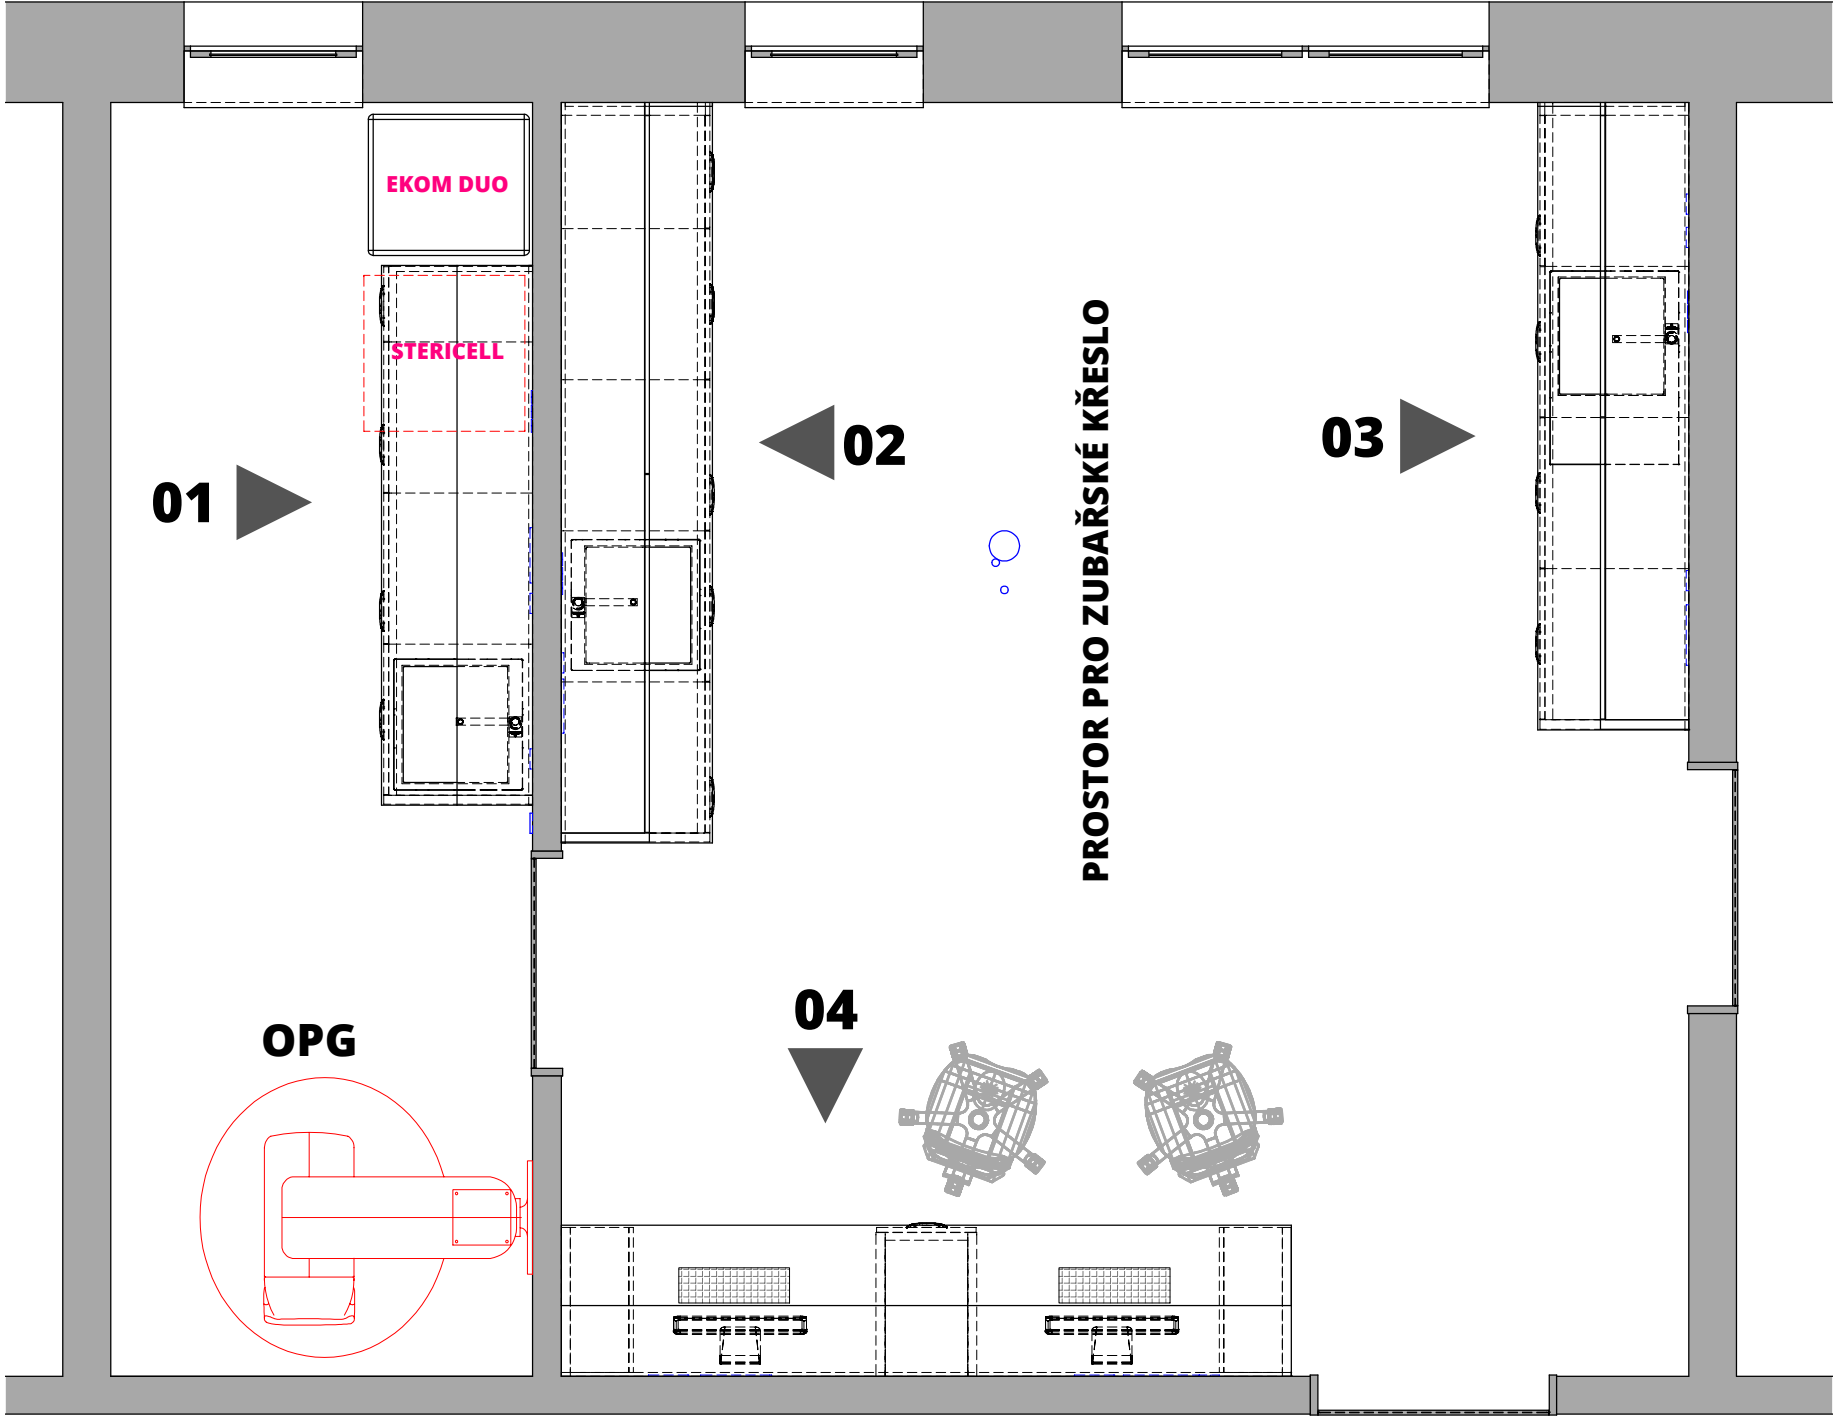 EKOM DUO
STERICELL
01
02
PROSTOR PRO ZUBAŘSKÉ KŘESLO
03
04
OPG